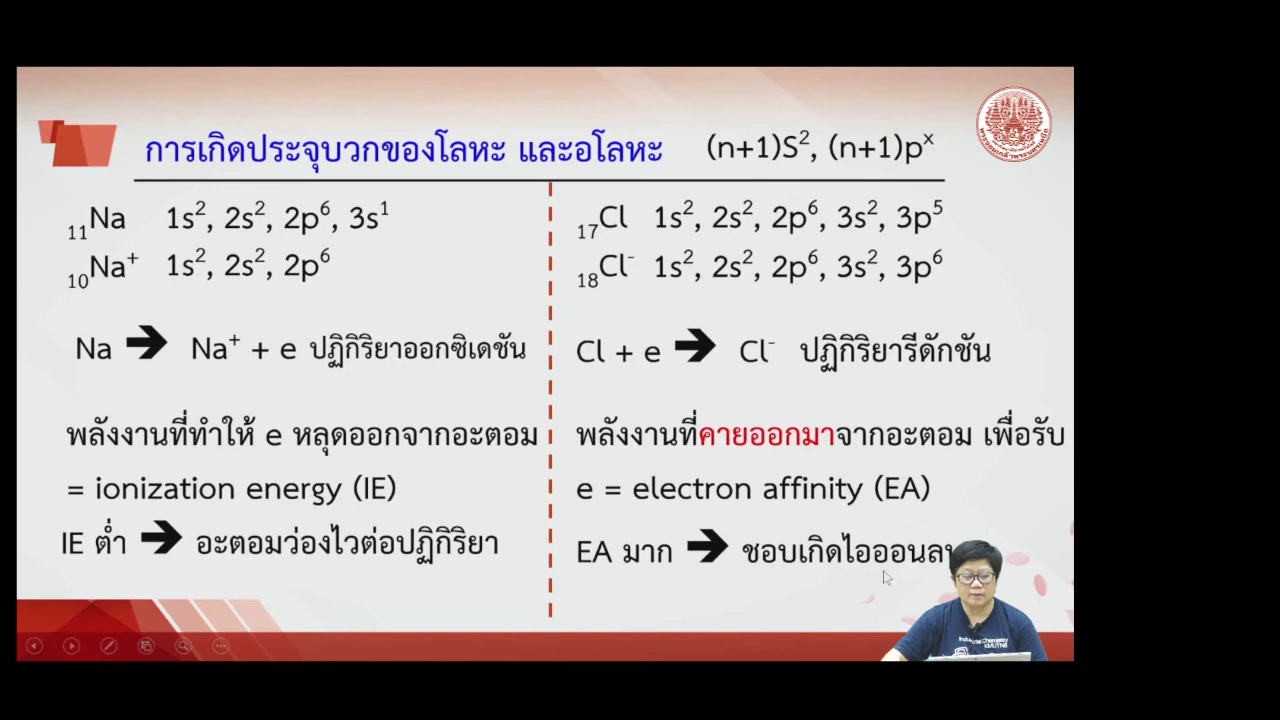 การเกิดประจุบวกของโลหะ และอโลหะ (n+1)S², (n+1)pˣ
₁₁Na 1s², 2s², 2p⁶, 3s¹
₁₀Na⁺ 1s², 2s², 2p⁶
Na 🡲 Na⁺ + e ปฏิกิริยาออกซิเดชัน
พลังงานที่ทำให้ e หลุดออกจากอะตอม
= ionization energy (IE)
IE ต่ำ 🡲 อะตอมว่องไวต่อปฏิกิริยา
₁₇Cl 1s², 2s², 2p⁶, 3s², 3p⁵
₁₈Cl⁻ 1s², 2s², 2p⁶, 3s², 3p⁶
Cl + e 🡲 Cl⁻ ปฏิกิริยารีดักชัน
พลังงานที่คายออกมาจากอะตอม เพื่อรับ
e = electron affinity (EA)
EA มาก 🡲 ชอบเกิดไอออนลบ
Industrial Chemistry
KMUTNB